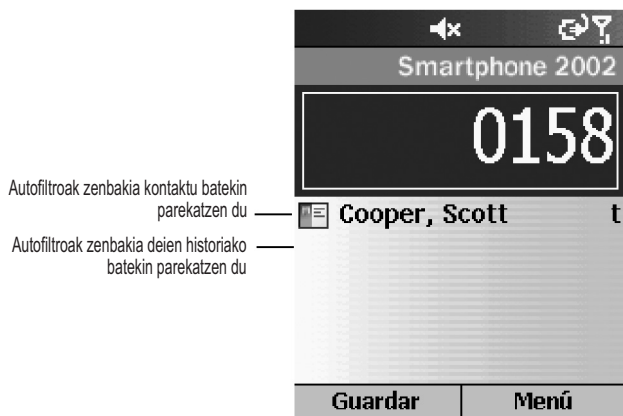 Smartphone 2002
0158
Autofiltroak zenbakia kontaktu batekin
parekatzen du
Cooper, Scott t
Autofiltroak zenbakia deien historiako
batekin parekatzen du
Guardar Menú